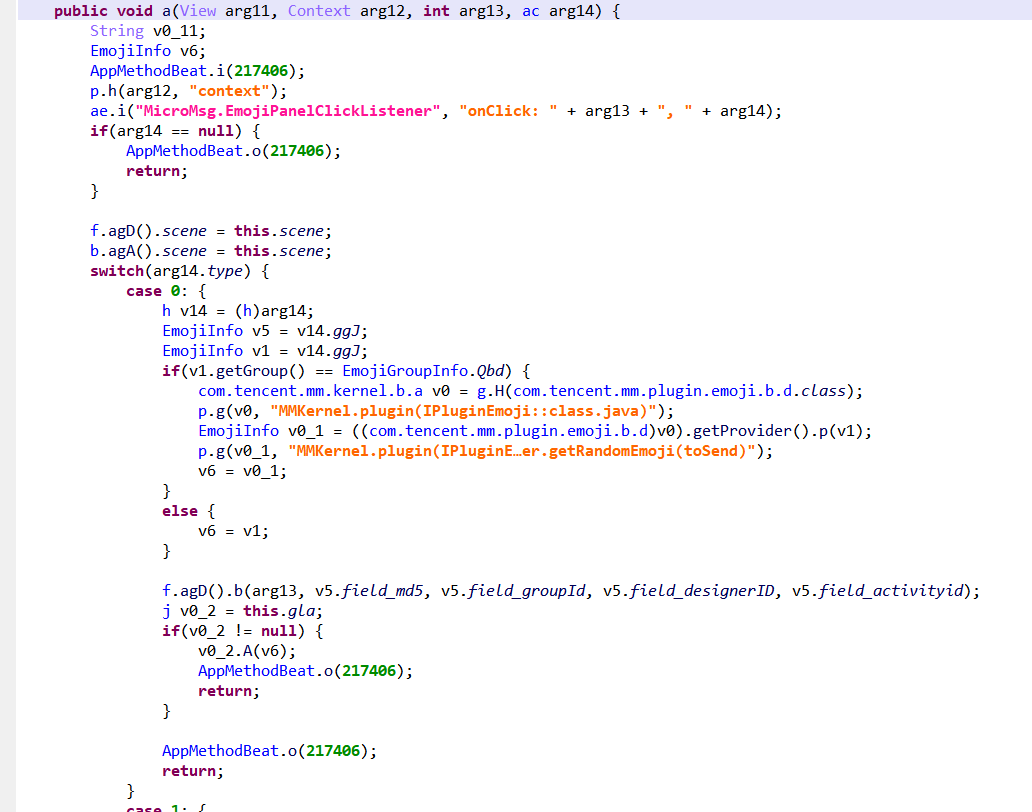 public void a(View arg11, Context arg12, int arg13, ac arg14) {
String v0_11;
EmojiInfo v6;
AppMethodBeat.i(217406);
p.h(arg12, "context");
ae.i("MicroMsg.EmojiPanelClickListener", "onClick: " + arg13 + ", " + arg14);
if(arg14 == null) {
AppMethodBeat.o(217406);
return;
}
f.agD().scene = this.scene;
b.agA().scene = this.scene;
switch(arg14.type) {
case 0: {
h v14 = (h)arg14;
EmojiInfo v5 = v14.ggJ;
EmojiInfo v1 = v14.ggJ;
if(v1.getGroup() == EmojiGroupInfo.Qbd) {
com.tencent.mm.kernel.b.a v0 = g.H(com.tencent.mm.plugin.emoji.b.d.class);
p.g(v0, "MMKernel.plugin(IPluginEmoji::class.java)");
EmojiInfo v0_1 = ((com.tencent.mm.plugin.emoji.b.d)v0).getProvider().p(v1);
p.g(v0_1, "MMKernel.plugin(IPluginE…er.getRandomEmoji(toSend)");
v6 = v0_1;
}
else {
v6 = v1;
}
f.agD().b(arg13, v5.field_md5, v5.field_groupId, v5.field_designerID, v5.field_activityid);
j v0_2 = this.gla;
if(v0_2 != null) {
v0_2.A(v6);
AppMethodBeat.o(217406);
return;
}
AppMethodBeat.o(217406);
return;
}
case 1: {